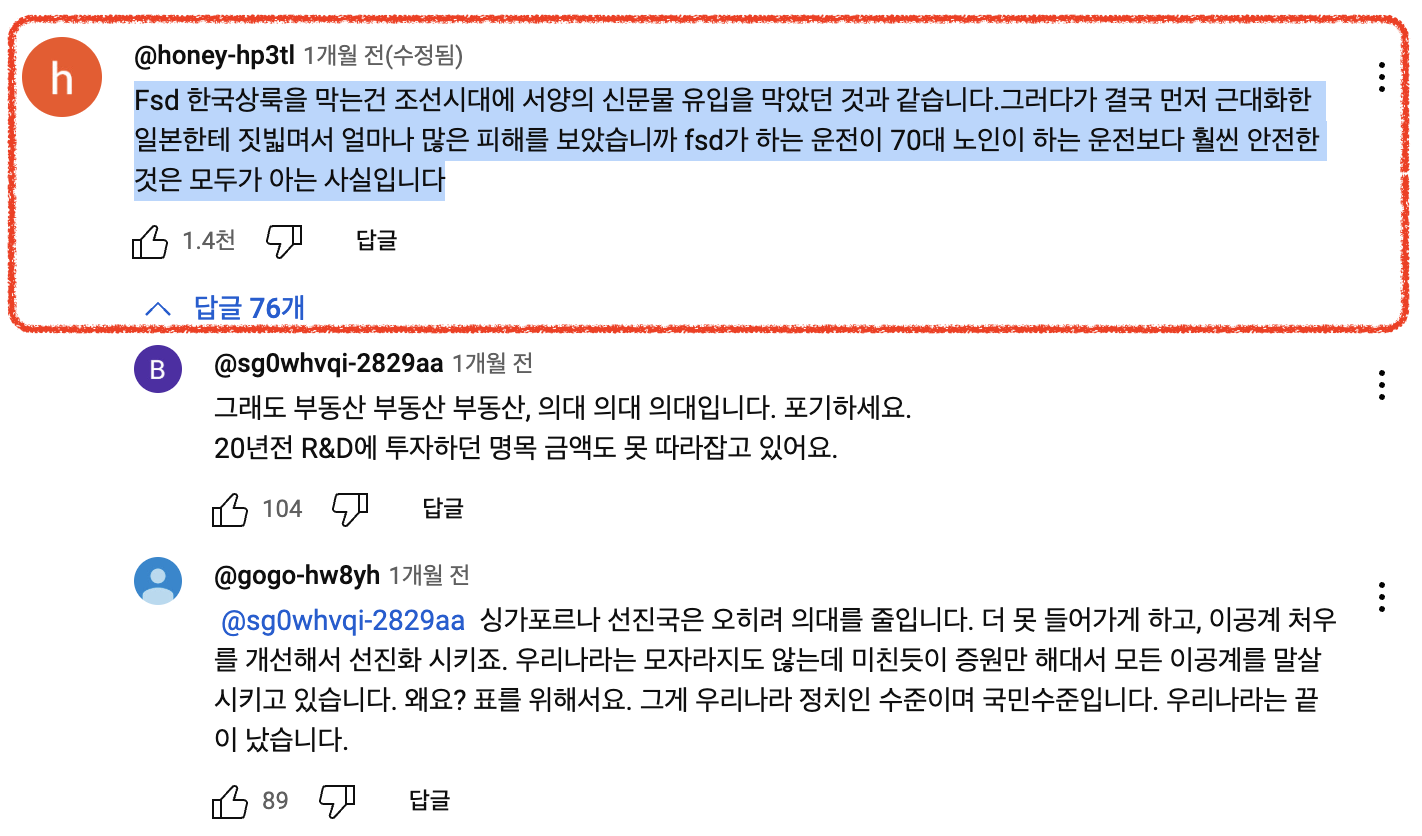 h
@honey-hp3tl 1개월 전(수정됨)
Fsd 한국상륙을 막는건 조선시대에 서양의 신문물 유입을 막았던 것과 같습니다.그러다가 결국 먼저 근대화한
일본한테 짓빏며서 얼마나 많은 피해를 보았습니까 fsd가 하는 운전이 70대 노인이 하는 운전보다 훨씬 안전한
것은 모두가 아는 사실입니다
1.4천 답글
답글 76개
B
@sg0whvqi-2829aa 1개월 전
그래도 부동산 부동산 부동산, 의대 의대 의대입니다. 포기하세요.
20년전 R&D에 투자하던 명목 금액도 못 따라잡고 있어요.
104 답글
@gogo-hw8yh 1개월 전
@sg0whvqi-2829aa 싱가포르나 선진국은 오히려 의대를 줄입니다. 더 못 들어가게 하고, 이공계 처우
를 개선해서 선진화 시키죠. 우리나라는 모자라지도 않는데 미친듯이 증원만 해대서 모든 이공계를 말살
시키고 있습니다. 왜요? 표를 위해서요. 그게 우리나라 정치인 수준이며 국민수준입니다. 우리나라는 끝
이 났습니다.
89 답글